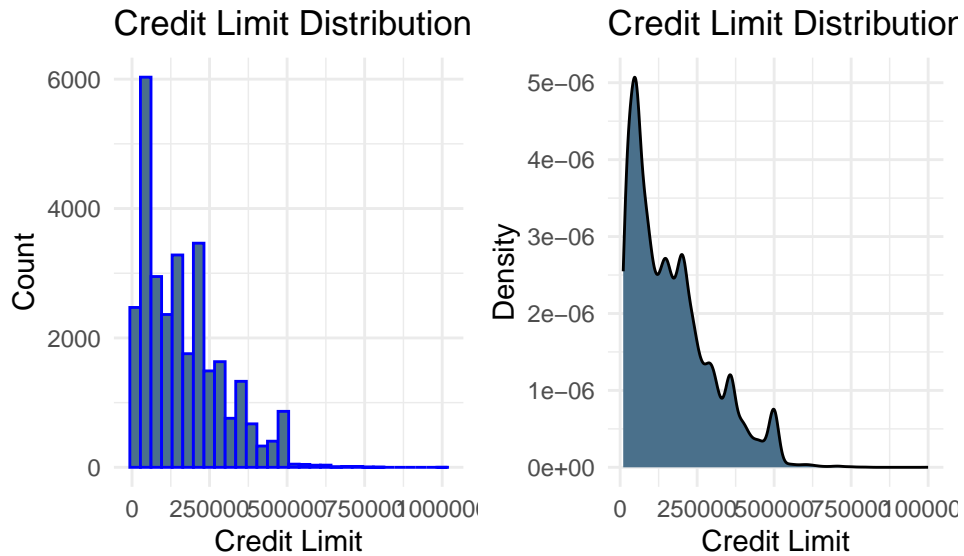 Credit Limit Distribution
6000
4000
2000
0
Count
0
250000
500000
750000
1000000
Credit Limit
Credit Limit Distribution
5e−06
4e−06
3e−06
2e−06
1e−06
0e+00
Density
0
250000
500000
750000
1000000
Credit Limit